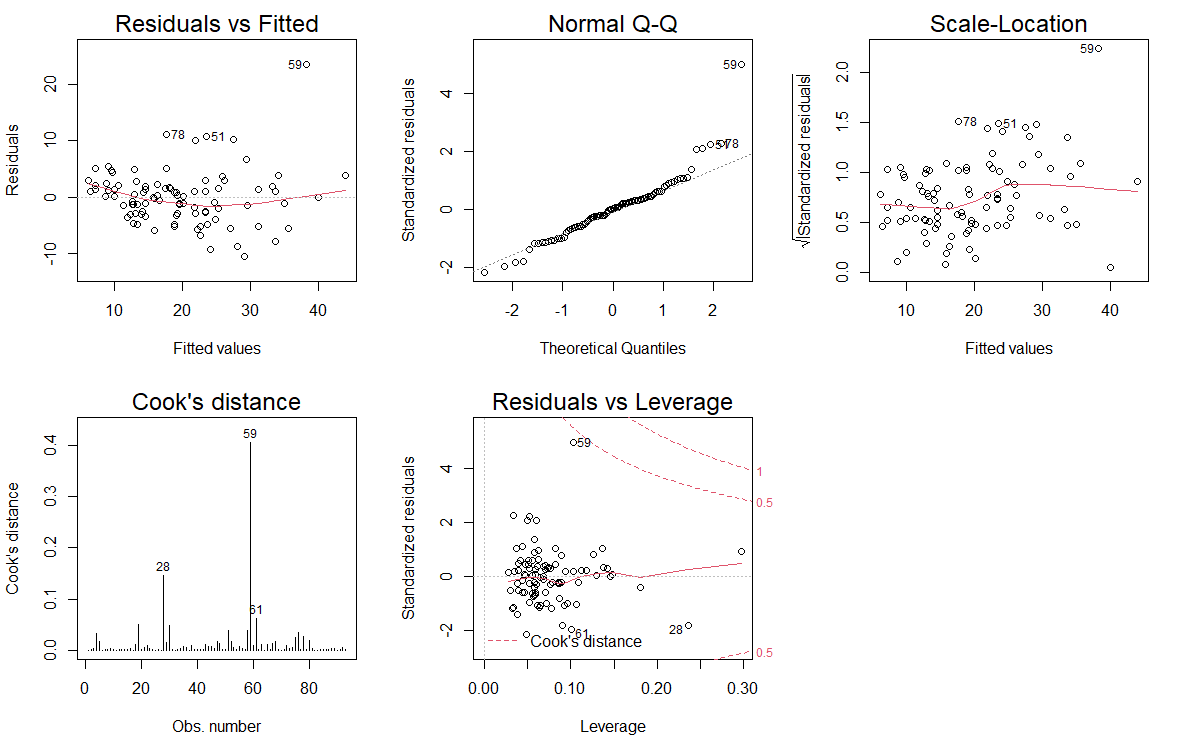 Residuals vs Fitted
Residuals
20
10
0
-10
59
78
51
10 20 30 40
Fitted values
Normal Q-Q
Standardized residuals
4
2
0
-2
59
51
78
-2 -1 0 1 2
Theoretical Quantiles
Scale-Location
√|Standardized residuals|
2.0
1.5
1.0
0.5
0.0
59
78
51
10 20 30 40
Fitted values
Cook's distance
Cook's distance
0.4
0.3
0.2
0.1
0.0
59
28
61
0 20 40 60 80
Obs. number
Residuals vs Leverage
Standardized residuals
4
2
0
-2
59
1
0.5
61
28
Cook's distance
0.5
0.00 0.10 0.20 0.30
Leverage